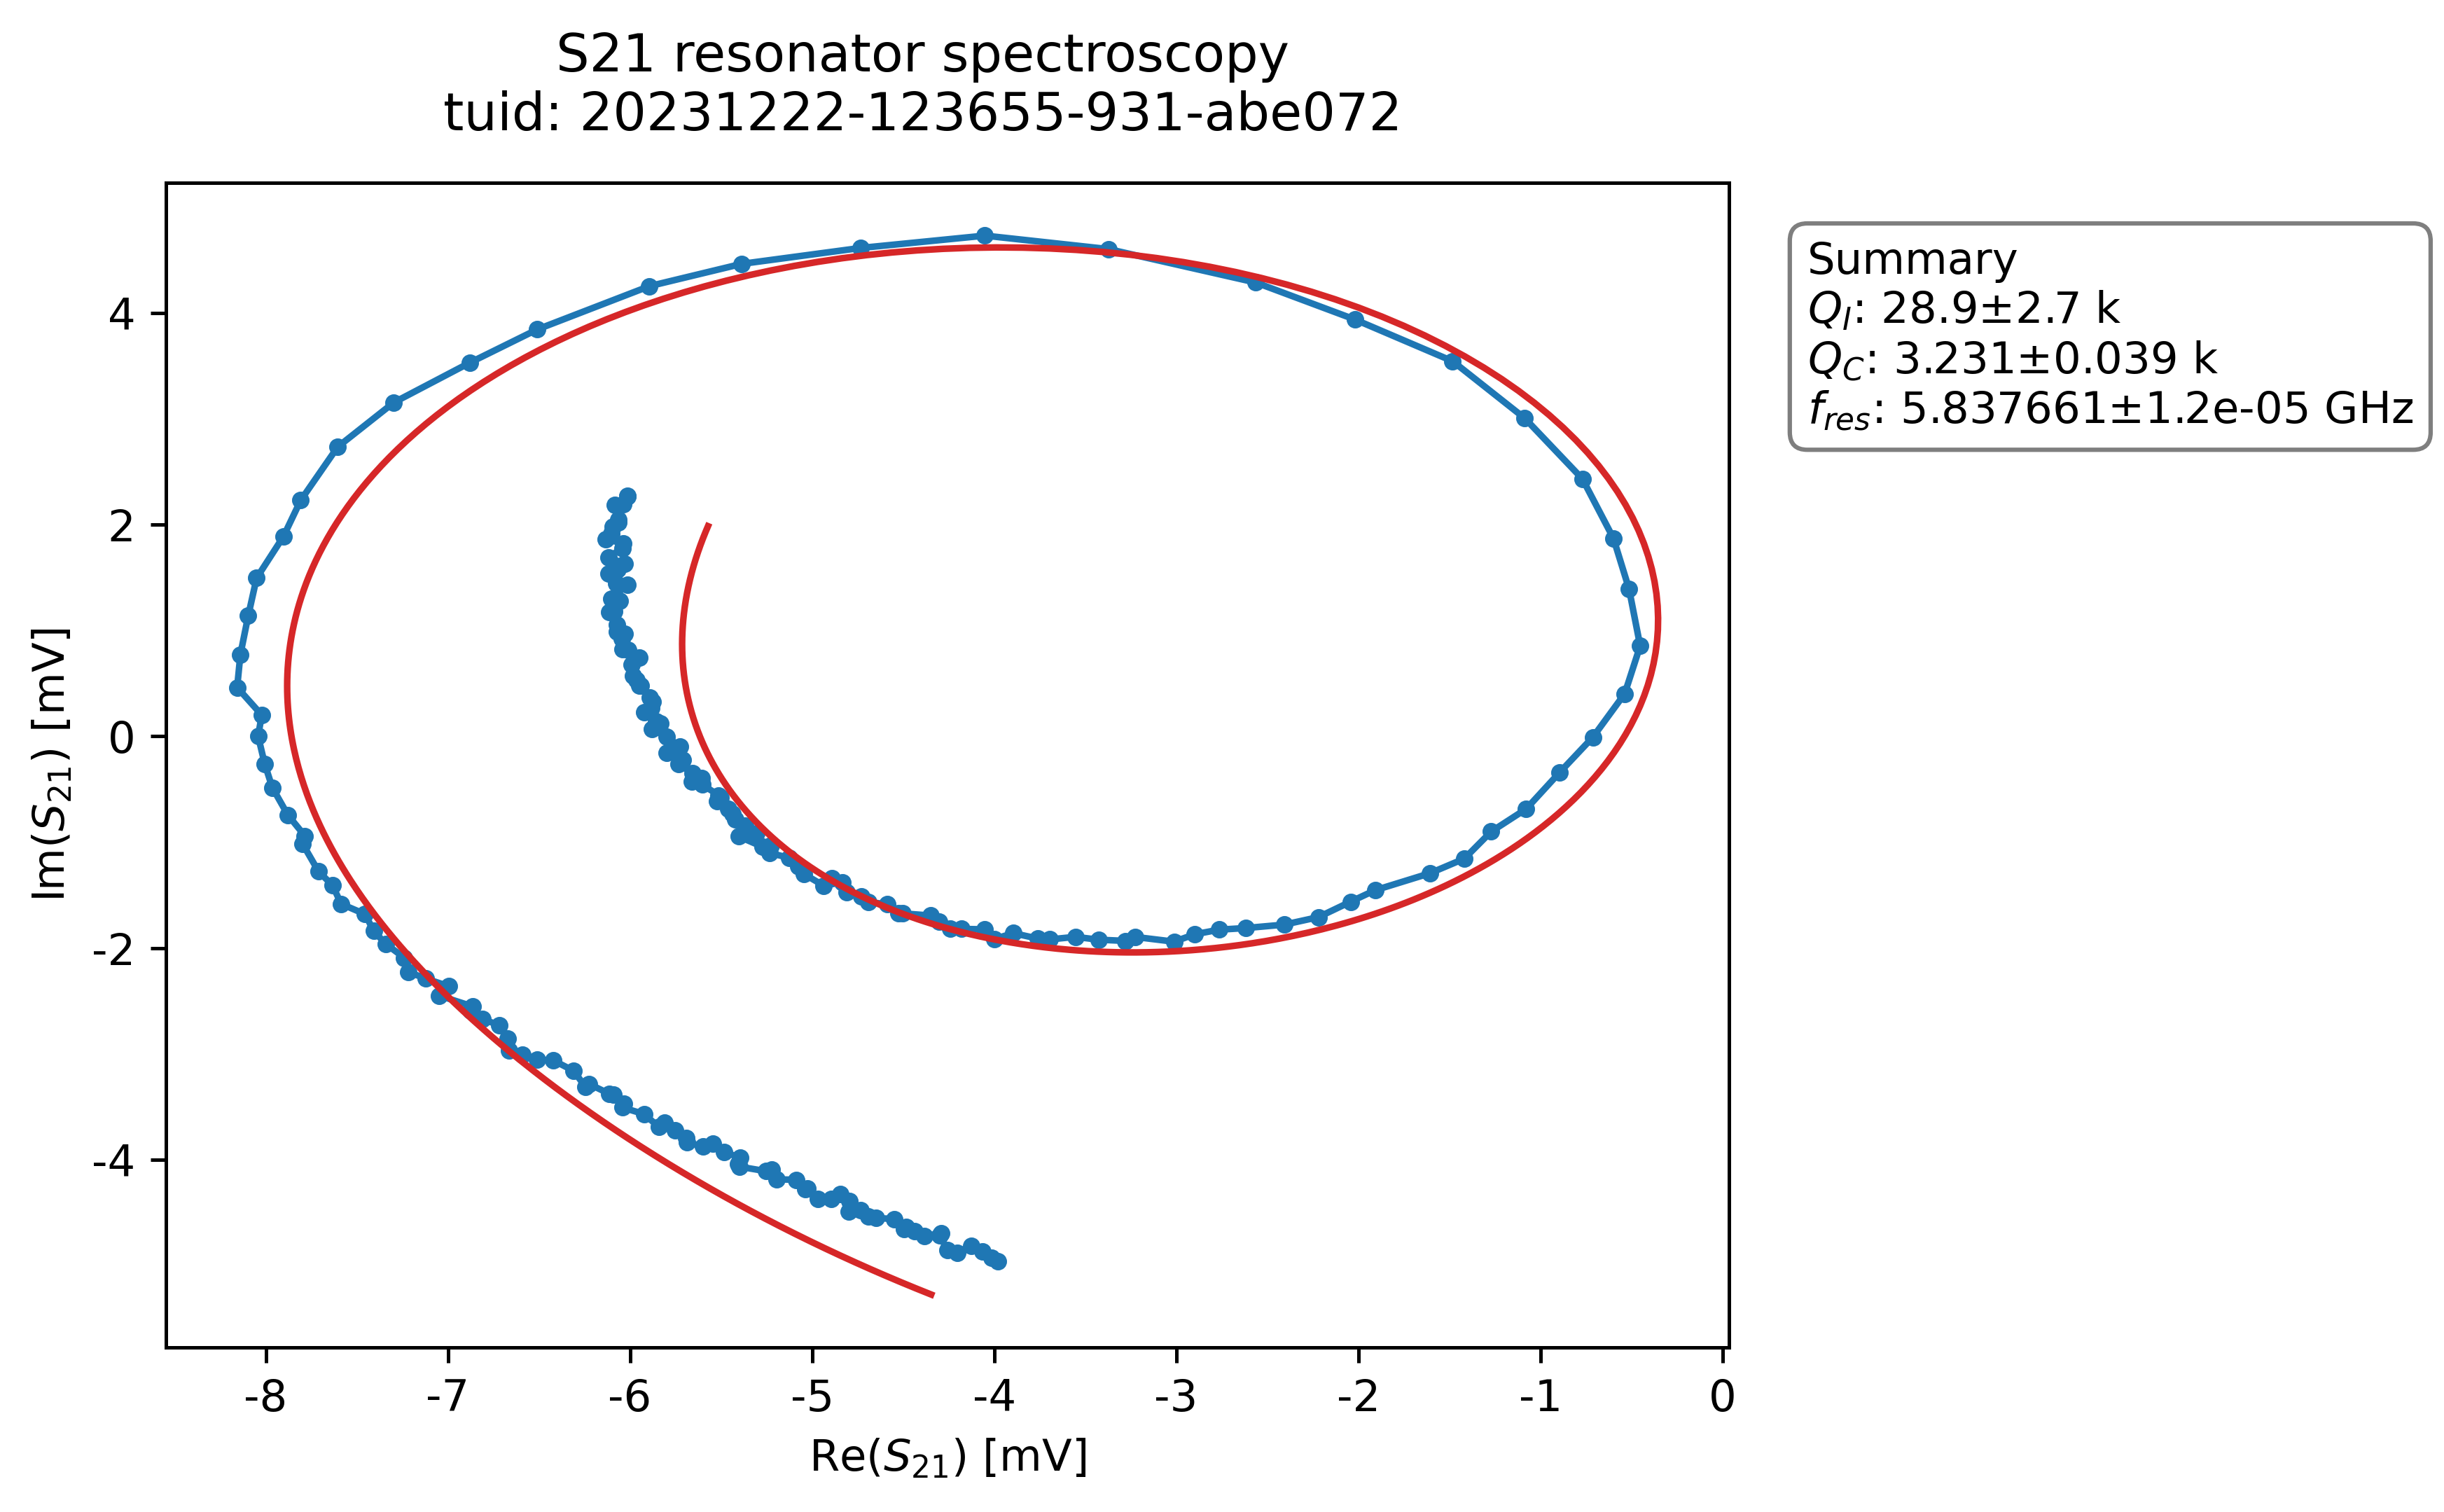 S21 resonator spectroscopy
tuid: 20231222-123655-931-abe072
Summary
Q_I: 28.9±2.7 k
Q_C: 3.231±0.039 k
f_res: 5.837661±1.2e-05 GHz
Im(S_21) [mV]
4
2
0
-2
-4
-8 -7 -6 -5 -4 -3 -2 -1 0
Re(S_21) [mV]